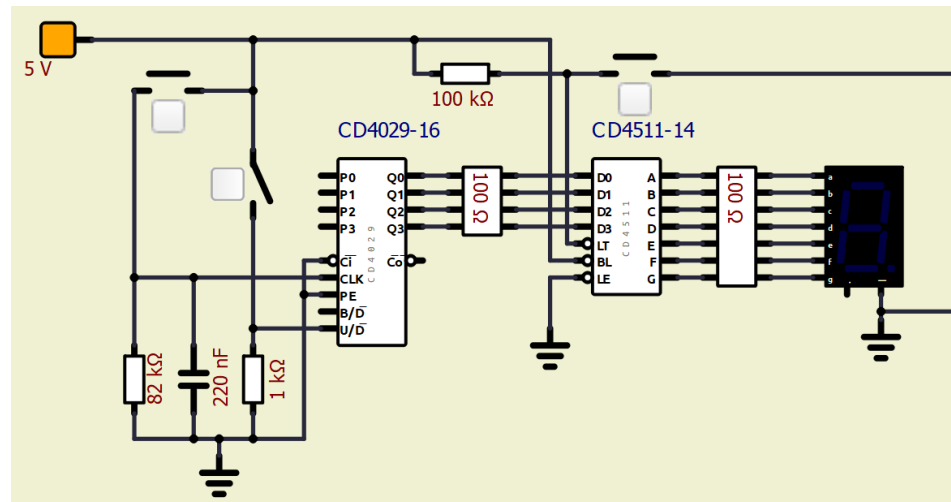 5 V
100 kΩ
CD4029-16
CD4511-14
P0
P1
P2
P3
Ci
CLK
PE
B/D
U/D
Q0
Q1
Q2
Q3
Co
CD4029
100 Ω
D0
D1
D2
D3
LT
BL
LE
A
B
C
D
E
F
G
CD4511
100 Ω
a
b
c
d
e
f
g
82 kΩ
220 nF
1 kΩ